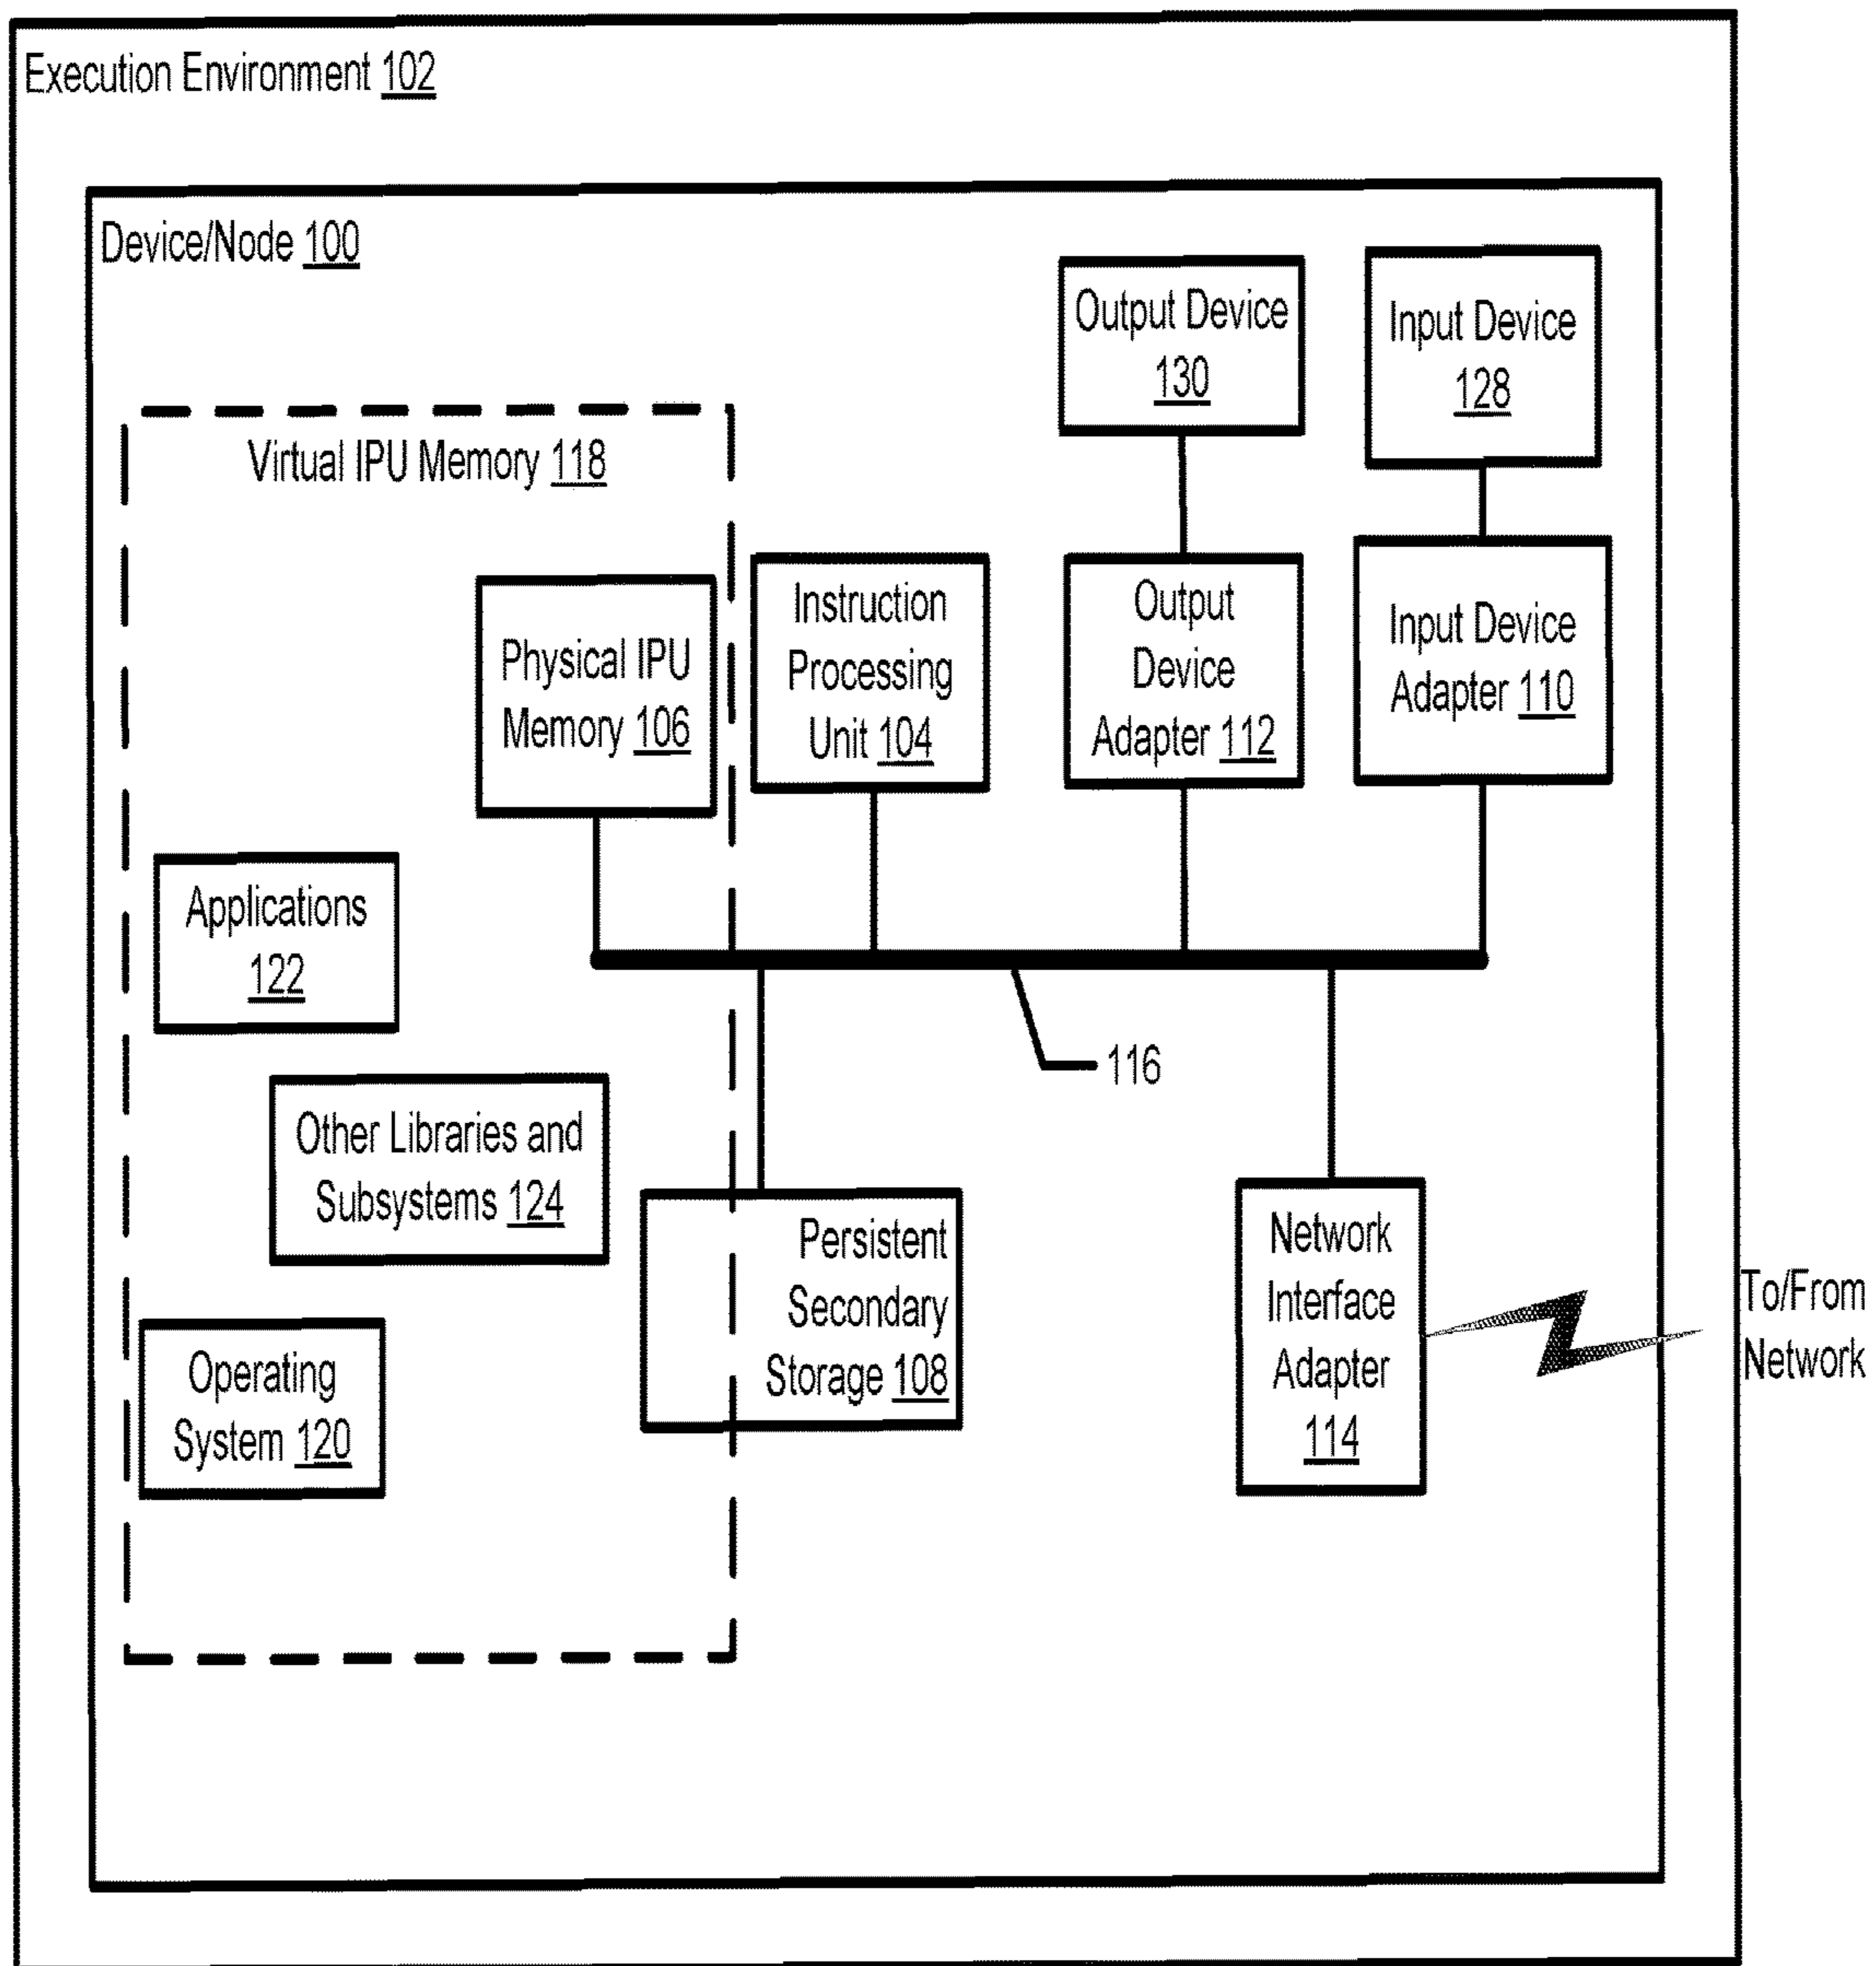 Execution Environment 102
Device/Node 100
Output Device
130
Input Device
128
Virtual IPU Memory 118
Physical IPU
Memory 106
Instruction
Processing
Unit 104
Output
Device
Adapter 112
Input Device
Adapter 110
Applications
122
116
Other Libraries and
Subsystems 124
Persistent
Secondary
Storage 108
Network
Interface
Adapter
114
To/From
Network
Operating
System 120